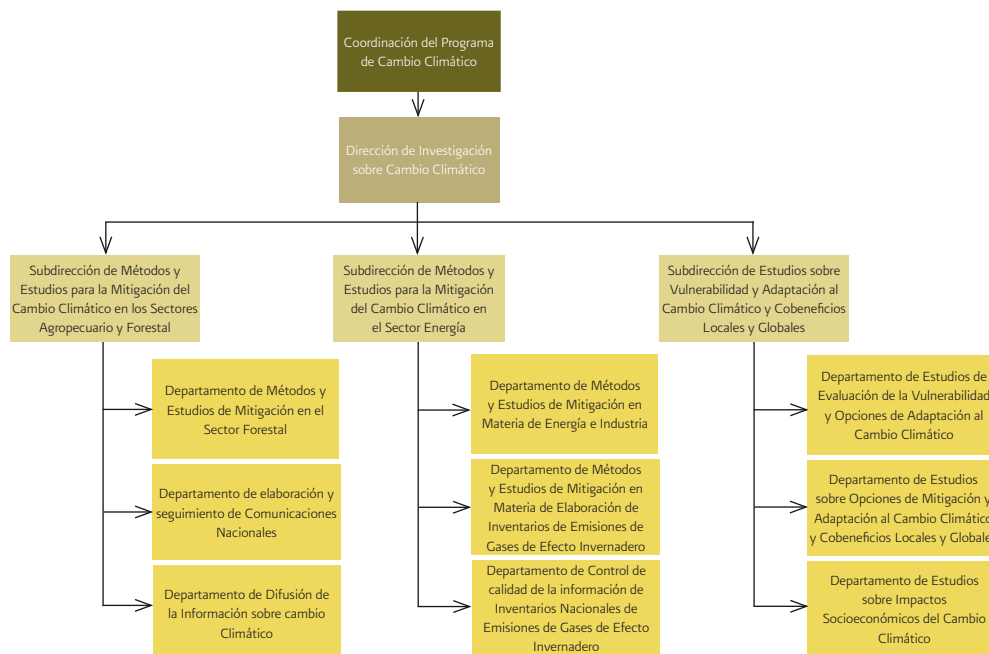 Coordinación del Programa
de Cambio Climático
Dirección de Investigación
sobre Cambio Climático
Subdirección de Métodos y
Estudios para la Mitigación del
Cambio Climático en los Sectores
Agropecuario y Forestal
Subdirección de Métodos y
Estudios para la Mitigación
del Cambio Climático en
el Sector Energía
Subdirección de Estudios sobre
Vulnerabilidad y Adaptación al
Cambio Climático y Cobeneficios
Locales y Globales
Departamento de Métodos y
Estudios de Mitigación en el
Sector Forestal
Departamento de elaboración y
seguimiento de Comunicaciones
Nacionales
Departamento de Difusión de
la Información sobre cambio
Climático
Departamento de Métodos
y Estudios de Mitigación en
Materia de Energía e Industria
Departamento de Métodos
y Estudios de Mitigación en
Materia de Elaboración de
Inventarios de Emisiones de
Gases de Efecto Invernadero
Departamento de Control de
calidad de la información de
Inventarios Nacionales de
Emisiones de Gases de Efecto
Invernadero
Departamento de Estudios de
Evaluación de la Vulnerabilidad
y Opciones de Adaptación al
Cambio Climático
Departamento de Estudios
sobre Opciones de Mitigación y
Adaptación al Cambio Climático
y Cobeneficios Locales y Globale
Departamento de Estudios
sobre Impactos
Socioeconómicos del Cambio
Climático